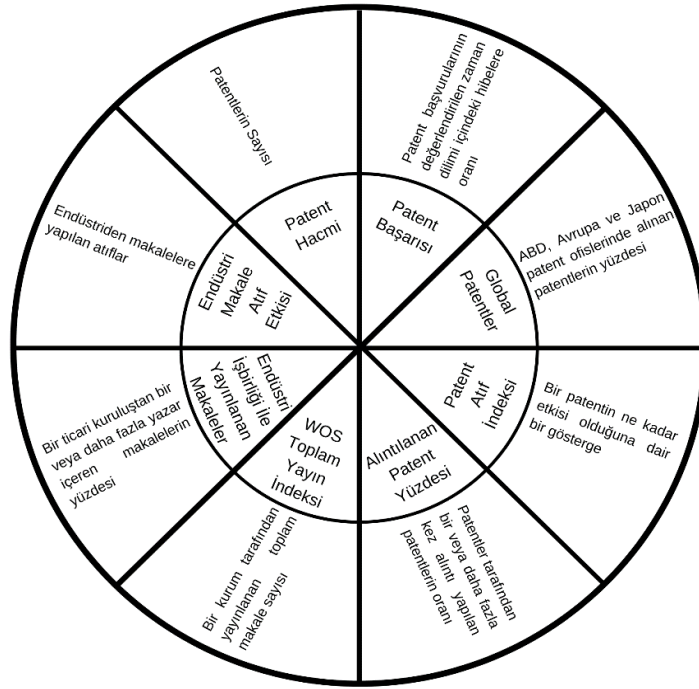 Patentlerin Sayısı
Patent başvurularının
değerlendirilen zaman
dilimi içindeki hibelere
oranı
Patent
Hacmi
Patent
Başarısı
Endüstriden makalelere
yapılan atıflar
Endüstri
Makale
Atıf
Etkisi
Global
Patentler
ABD, Avrupa ve Japon
patent ofislerinde alınan
patentlerin yüzdesi
Bir ticari kuruluştan bir
veya daha fazla yazar
içeren makalelerin
yüzdesi
Endüstri
işbirliği ile
Yayınlanan
Makaleler
Patent
Atıf
İndeksi
Bir patentin ne kadar
etkisi olduğuna dair
bir gösterge
WOS
Toplam
Yayın
İndeksi
Alıntılanan
Patent
Yüzdesi
Bir kurum tarafından
yayınlanan toplam
makale sayısı
Patentler tarafından
bir veya daha fazla
kez alıntı yapılan
patentlerin oranı